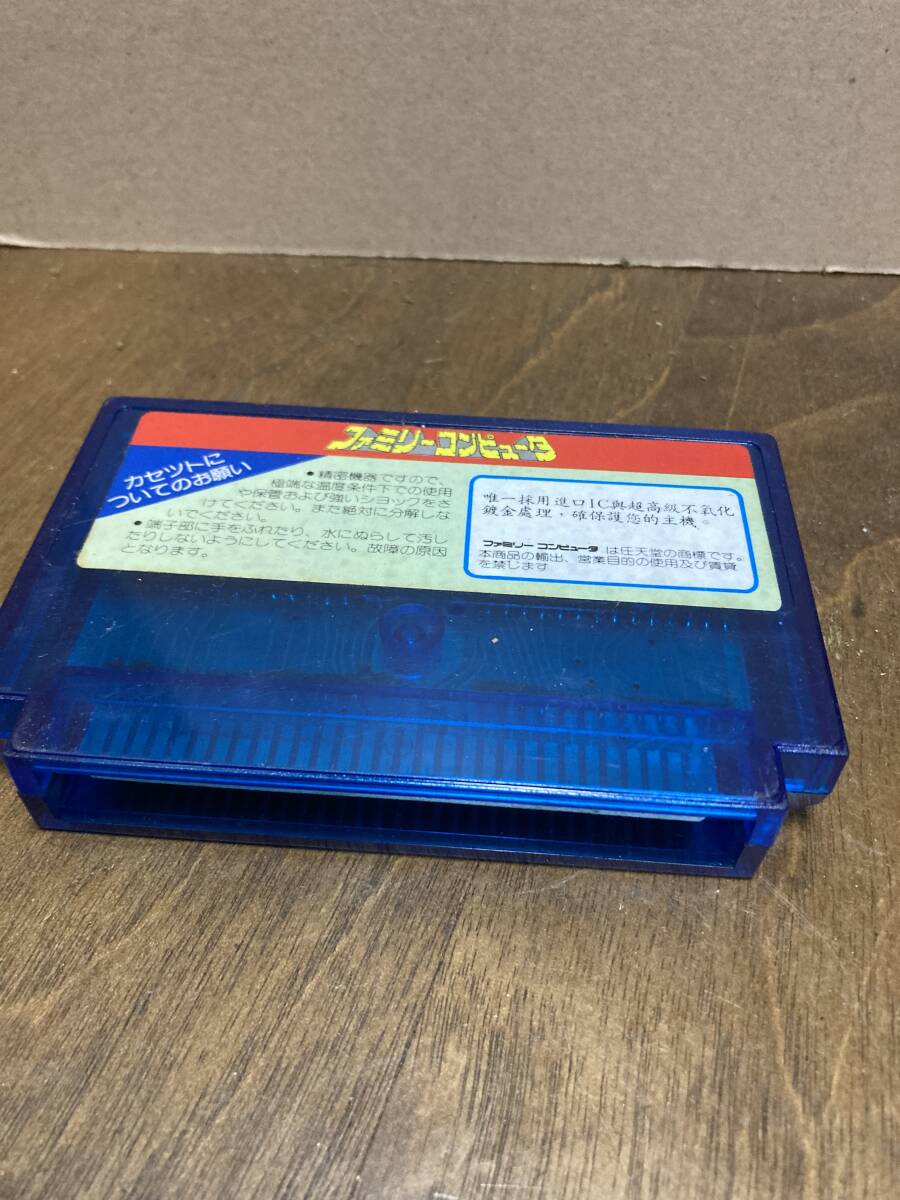 ファミリーコンピュータ
カセツトに
ついてのお願い
●精密機器ですので、
極端な温度条件下での使用
や保管および強いショックをさ
けてください。また絶対に分解しな
いでください。
●端子部に手をふれたり、水にぬらして汚し
たりしないようにしてください。故障の原因
となります。
唯一採用進口IC與超高級不氧化
鍍金處理，確保護您的主機。
ファミリー コンピュータ は任天堂の商標です。
本商品の輸出、営業目的の使用及び賃貸
を禁じます